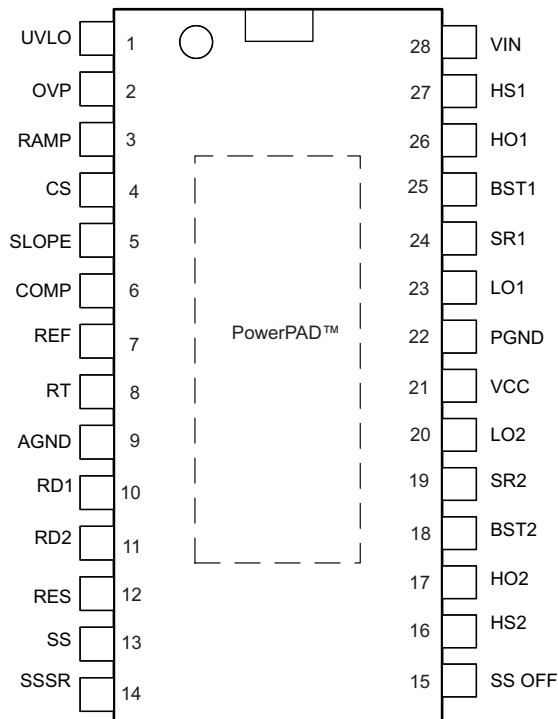 UVLO 1 28 VIN
OVP 2 27 HS1
RAMP 3 26 HO1
CS 4 25 BST1
SLOPE 5 24 SR1
COMP 6 23 LO1
REF 7 PowerPAD™ 22 PGND
RT 8 21 VCC
AGND 9 20 LO2
RD1 10 19 SR2
RD2 11 18 BST2
RES 12 17 HO2
SS 13 16 HS2
SSSR 14 15 SS OFF